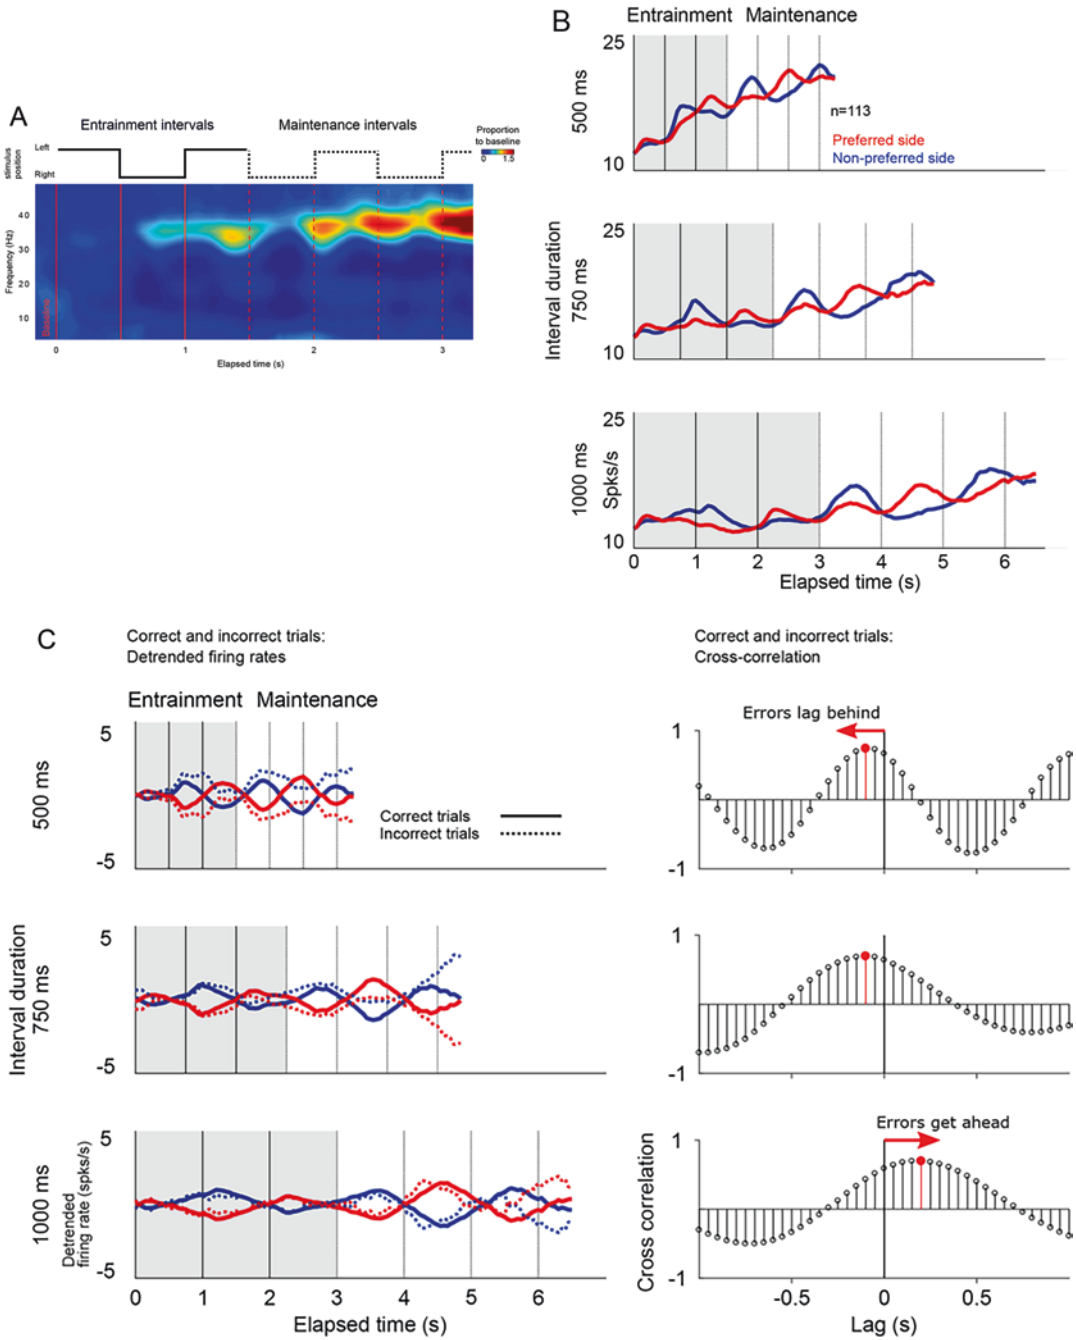 A
Entrainment intervals
Maintenance intervals
Proportion
to baseline
0 1.5
stimulus
position
Left
Right
Frequency (Hz)
40
30
20
10
Baseline
0 1 2 3
Elapsed time (s)
B
Entrainment Maintenance
500 ms
25
10
n=113
Preferred side
Non-preferred side
Interval duration
750 ms
25
10
1000 ms
Spks/s
25
10
0 1 2 3 4 5 6
Elapsed time (s)
C
Correct and incorrect trials:
Detrended firing rates
Entrainment Maintenance
500 ms
5
-5
Correct trials
Incorrect trials
Interval duration
750 ms
5
-5
1000 ms
Detrended
firing rate (spks/s)
5
-5
0 1 2 3 4 5 6
Elapsed time (s)
Correct and incorrect trials:
Cross-correlation
Errors lag behind
1
-1
1
-1
Errors get ahead
Cross correlation
1
-1
-0.5 0 0.5
Lag (s)